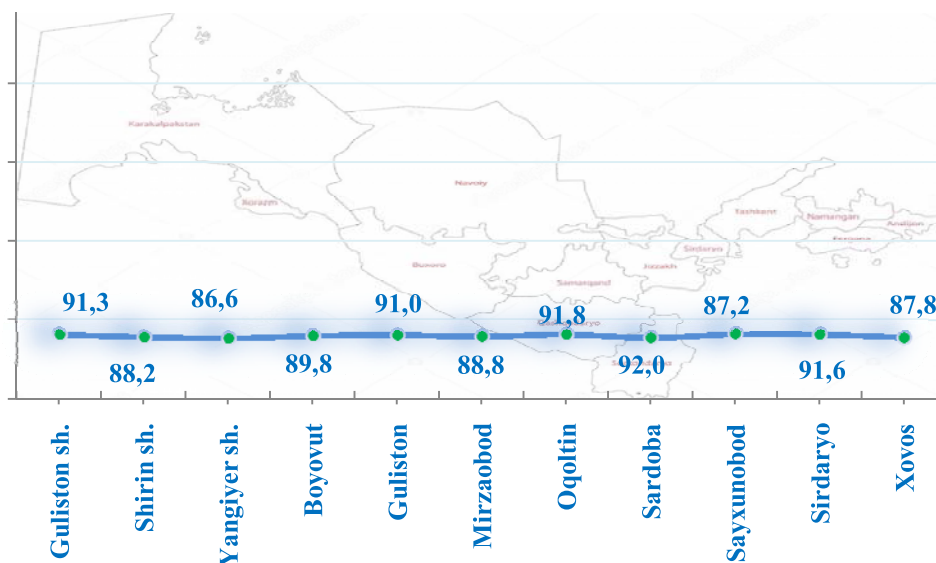 Karakalpakstan
Navoiy
Xorazm
Tashkent
Namangan
Andijan
Sirdaryo
Buxoro
Jizzakh
Samarqand
91,3
86,6
91,0
91,8
87,2
87,8
88,2
89,8
88,8
92,0
91,6
Guliston sh.
Shirin sh.
Yangiyer sh.
Boyovut
Guliston
Mirzaobod
Oqoltin
Sardoba
Sayxunobod
Sirdaryo
Xovos